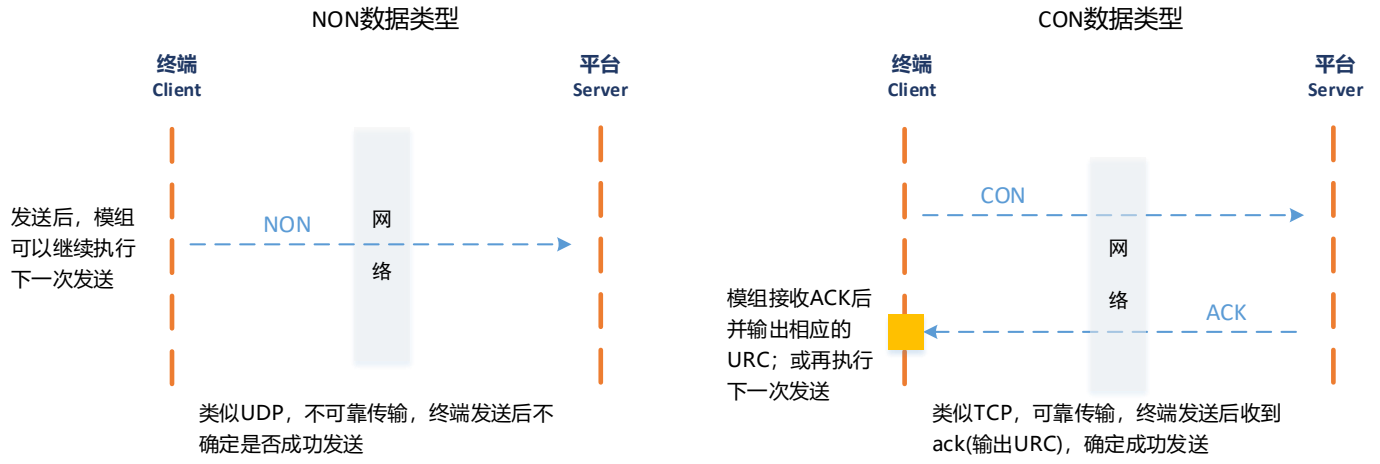 NON数据类型
终端
Client
平台
Server
发送后，模组
可以继续执行
下一次发送
NON
网
络
类似UDP，不可靠传输，终端发送后不
确定是否成功发送
CON数据类型
终端
Client
平台
Server
CON
网
络
ACK
模组接收ACK后
并输出相应的
URC；或再执行
下一次发送
类似TCP，可靠传输，终端发送后收到
ack(输出URC)，确定成功发送